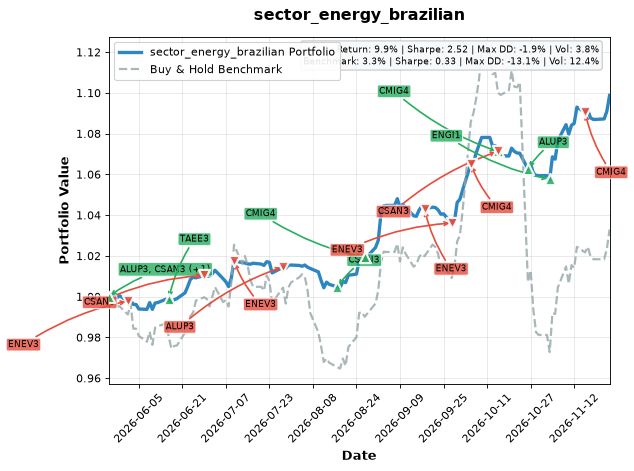 sector_energy_brazilian
sector_energy_brazilian Portfolio
Buy & Hold Benchmark
Return: 9.9% | Sharpe: 2.52 | Max DD: -1.9% | Vol: 3.8%
Benchmark: 3.3% | Sharpe: 0.33 | Max DD: -13.1% | Vol: 12.4%
Portfolio Value
1.12
1.10
1.08
1.06
1.04
1.02
1.00
0.98
0.96
CMIG4
ENGI1
ALUP3
CMIG4
CSAN3
CMIG4
TAEE3
CMIG4
ENEV3
ALUP3, CSAN3 (+1)
ENEV3
CSAN
ENEV3
ALUP3
ENEV3
2026-06-05
2026-06-21
2026-07-07
2026-07-23
2026-08-08
2026-08-24
2026-09-09
2026-09-25
2026-10-11
2026-10-27
2026-11-12
Date